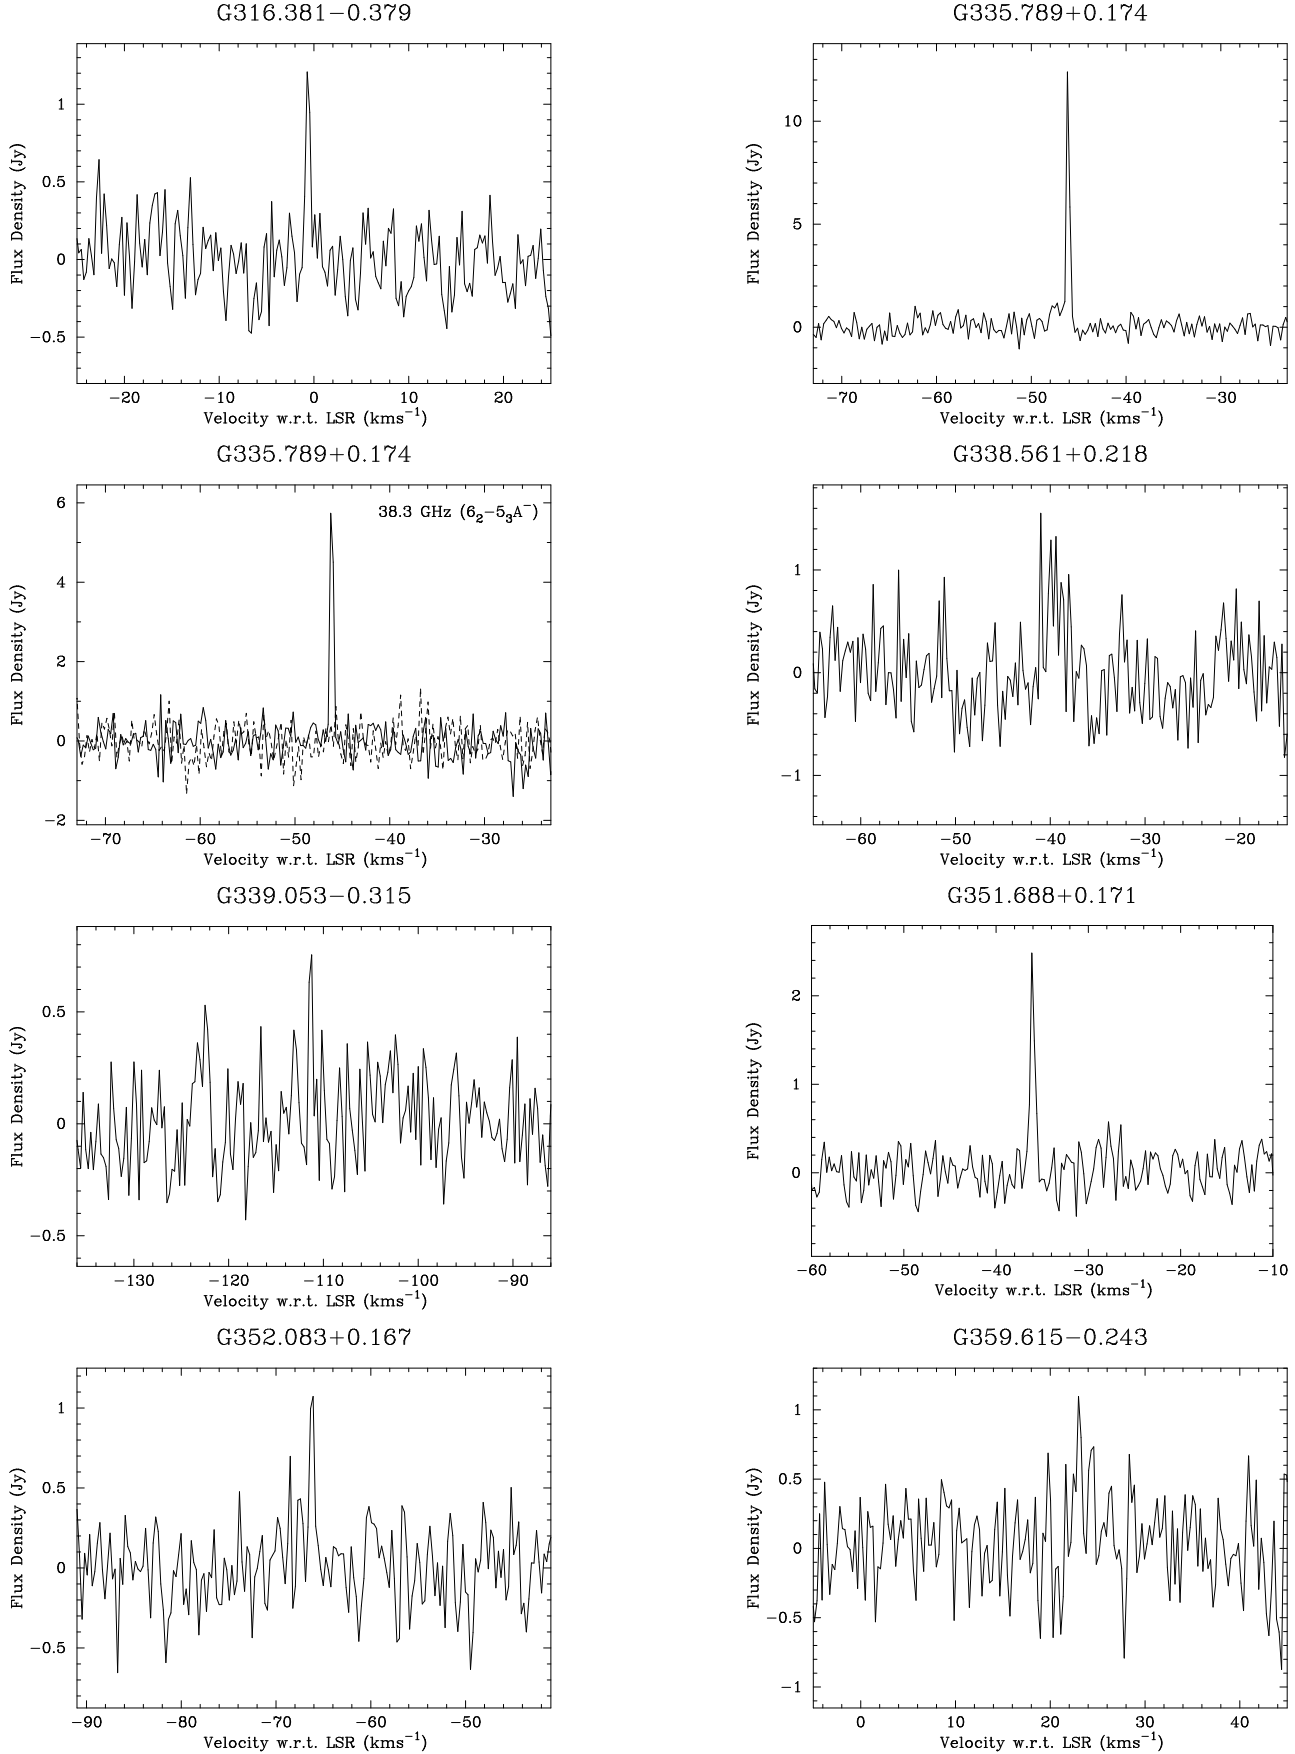 G316.381−0.379
Flux Density (Jy)
1
0.5
0
−0.5
−20 −10 0 10 20
Velocity w.r.t. LSR (kms⁻¹)
G335.789+0.174
Flux Density (Jy)
10
5
0
−70 −60 −50 −40 −30
Velocity w.r.t. LSR (kms⁻¹)
G335.789+0.174
38.3 GHz (6₂−5₃A⁻)
Flux Density (Jy)
6
4
2
0
−2
−70 −60 −50 −40 −30
Velocity w.r.t. LSR (kms⁻¹)
G338.561+0.218
Flux Density (Jy)
1
0
−1
−60 −50 −40 −30 −20
Velocity w.r.t. LSR (kms⁻¹)
G339.053−0.315
Flux Density (Jy)
0.5
0
−0.5
−130 −120 −110 −100 −90
Velocity w.r.t. LSR (kms⁻¹)
G351.688+0.171
Flux Density (Jy)
2
1
0
−60 −50 −40 −30 −20 −10
Velocity w.r.t. LSR (kms⁻¹)
G352.083+0.167
Flux Density (Jy)
1
0.5
0
−0.5
−90 −80 −70 −60 −50
Velocity w.r.t. LSR (kms⁻¹)
G359.615−0.243
Flux Density (Jy)
1
0.5
0
−0.5
−1
0 10 20 30 40
Velocity w.r.t. LSR (kms⁻¹)